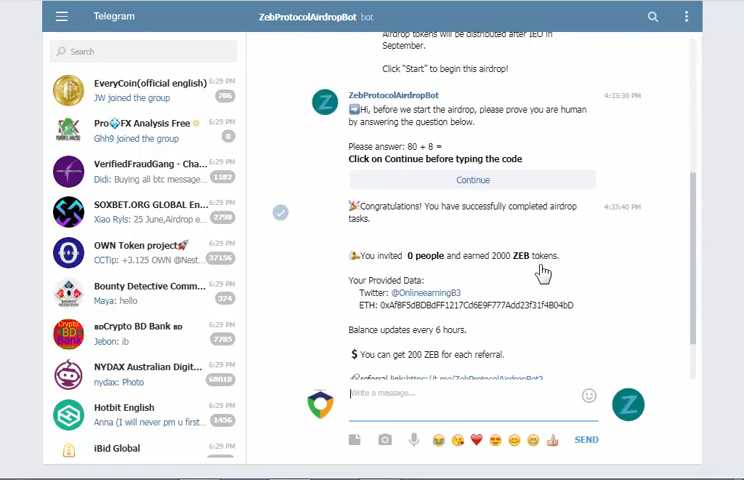 Telegram
ZebProtocolAirdropBot bot
Search
EveryCoin(official english) 6:29 PM
JW joined the group 706
Pro FX Analysis Free 6:29 PM
Ghh9 joined the group 8
VerifiedFraudGang - Cha... 6:29 PM
Didi: Buying all btc message... 1182
SOXBET.ORG GLOBAL En... 6:29 PM
Xiao Ryls: 25 June,Airdrop e... 2758
OWN Token project 6:29 PM
CCTip: +3.125 OWN @Nest... 37156
Bounty Detective Comm... 6:29 PM
Maya: hello 374
BDCrypto BD Bank BD 6:29 PM
Jebon: ib 7785
NYDAX Australian Digit... 6:29 PM
nydax: Photo 68019
Hotbit English 6:29 PM
Anna (I will never pm u first... 1456
iBid Global 6:29 PM
Airdrop tokens will be distributed after IEO in
September.
Click "Start" to begin this airdrop!
ZebProtocolAirdropBot 4:33:30 PM
Hi, before we start the airdrop, please prove you are human
by answering the question below.
Please answer: 80 + 8 =
Click on Continue before typing the code
Continue
Congratulations! You have successfully completed airdrop 4:33:40 PM
tasks.
You invited 0 people and earned 2000 ZEB tokens.
Your Provided Data:
Twitter: @OnlineearningB3
ETH: 0xAf8F5dBDBdFF1217Cd6E9F777Add23f31f4B04bD
Balance updates every 6 hours.
$ You can get 200 ZEB for each referral.
referral link:https://t.me/ZebProtocolAirdropBot?
Write a message...
SEND